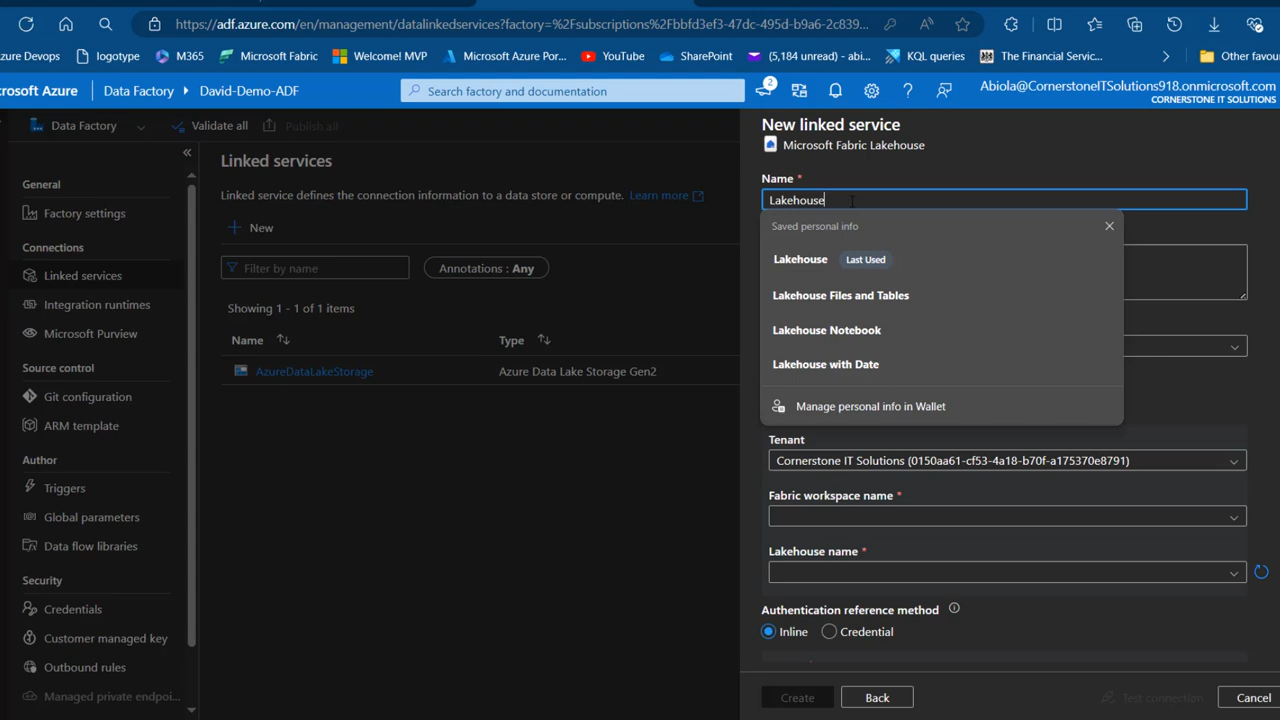 https://adf.azure.com/en/management/datalinkedservices?factory=%2Fsubscriptions%2Fbbfd3ef3-47dc-495d-b9a6-2c839...
zure Devops
logotype
M365
Microsoft Fabric
Welcome! MVP
Microsoft Azure Por...
YouTube
SharePoint
(5,184 unread) - abi...
KQL queries
The Financial Servic...
Other favou
crosoft Azure
Data Factory
David-Demo-ADF
Search factory and documentation
2
Abiola@CornerstoneITSolutions918.onmicrosoft.com
CORNERSTONE IT SOLUTIONS
Data Factory
Validate all
Publish all
General
Factory settings
Connections
Linked services
Integration runtimes
Microsoft Purview
Source control
Git configuration
ARM template
Author
Triggers
Global parameters
Data flow libraries
Security
Credentials
Customer managed key
Outbound rules
Managed private endpoi...
Linked services
Linked service defines the connection information to a data store or compute. Learn more
New
Filter by name
Annotations : Any
Showing 1 - 1 of 1 items
Name
Type
AzureDataLakeStorage
Azure Data Lake Storage Gen2
New linked service
Microsoft Fabric Lakehouse
Name *
Lakehouse
Saved personal info
Lakehouse
Last Used
Lakehouse Files and Tables
Lakehouse Notebook
Lakehouse with Date
Manage personal info in Wallet
Tenant
Cornerstone IT Solutions (0150aa61-cf53-4a18-b70f-a175370e8791)
Fabric workspace name *
Lakehouse name *
Authentication reference method
Inline
Credential
Create
Back
Test connection
Cancel